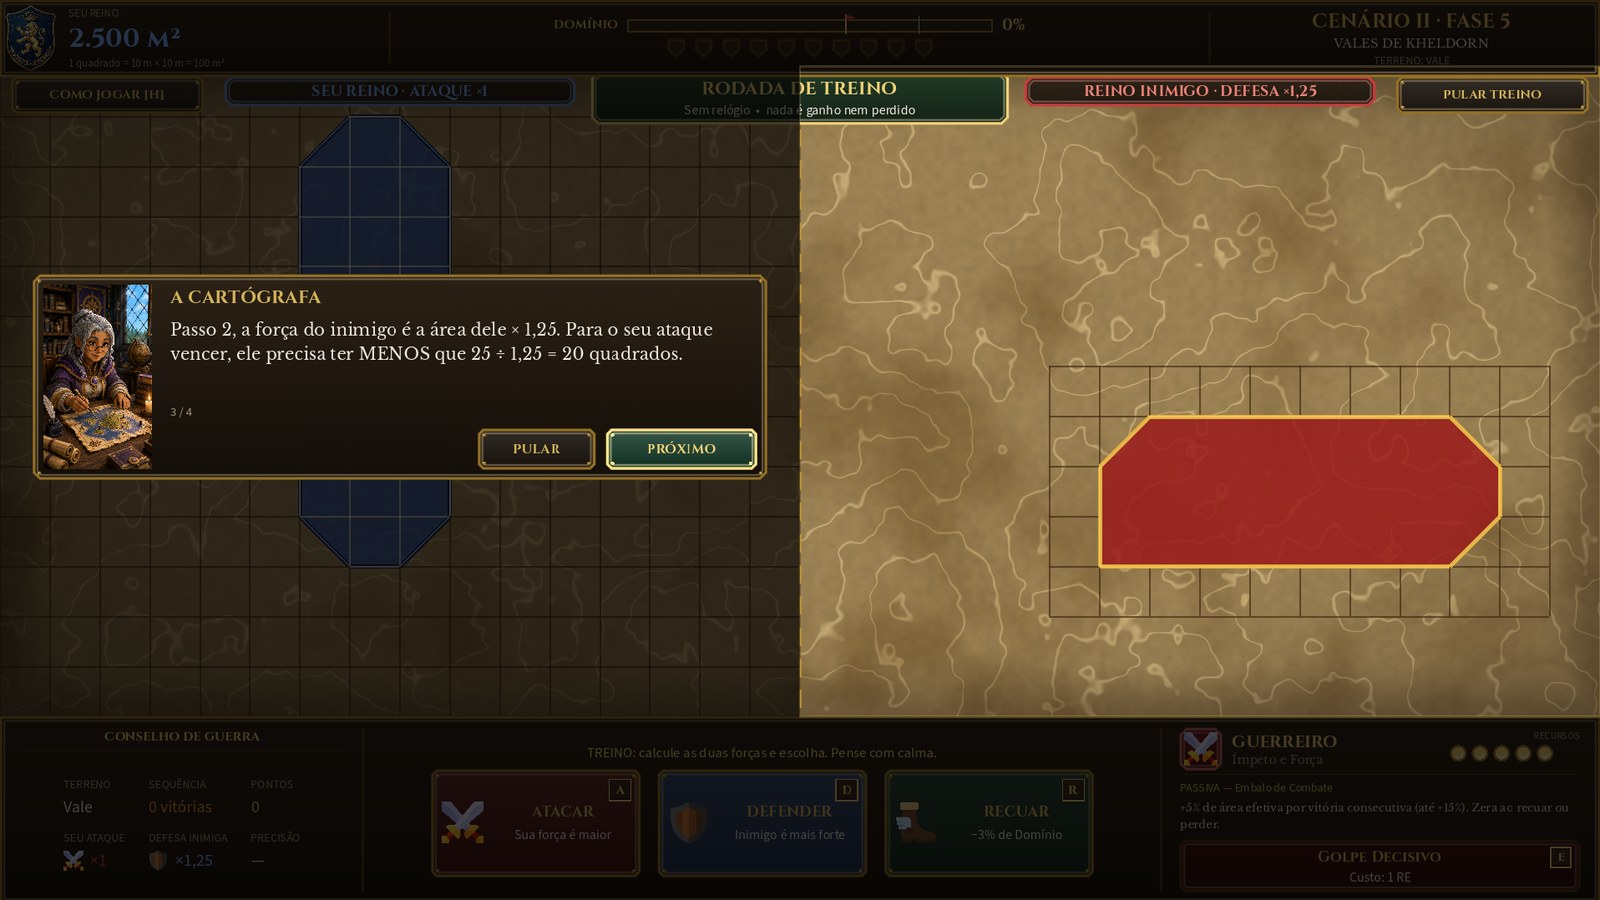 SEU REINO
2.500 M²
1 quadrado = 10 m × 10 m = 100 m²
DOMÍNIO
0%
CENÁRIO II · FASE 5
VALES DE KHELDORN
TERRENO: VALE
COMO JOGAR [H]
SEU REINO · ATAQUE ×1
RODADA DE TREINO
Sem relógio • nada é ganho nem perdido
REINO INIMIGO · DEFESA ×1,25
PULAR TREINO
A CARTÓGRAFA
Passo 2, a força do inimigo é a área dele × 1,25. Para o seu ataque
vencer, ele precisa ter MENOS que 25 ÷ 1,25 = 20 quadrados.
3 / 4
PULAR
PRÓXIMO
CONSELHO DE GUERRA
TERRENO
SEQUÊNCIA
PONTOS
Vale
0 vitórias
0
SEU ATAQUE
DEFESA INIMIGA
PRECISÃO
×1
×1,25
—
TREINO: calcule as duas forças e escolha. Pense com calma.
ATACAR
A
Sua força é maior
DEFENDER
D
Inimigo é mais forte
RECUAR
R
−3% de Domínio
GUERREIRO
Ímpeto e Força
RECURSOS
PASSIVA — Embalo de Combate
+5% de área efetiva por vitória consecutiva (até +15%). Zera ao recuar ou
perder.
GOLPE DECISIVO
E
Custo: 1 RE